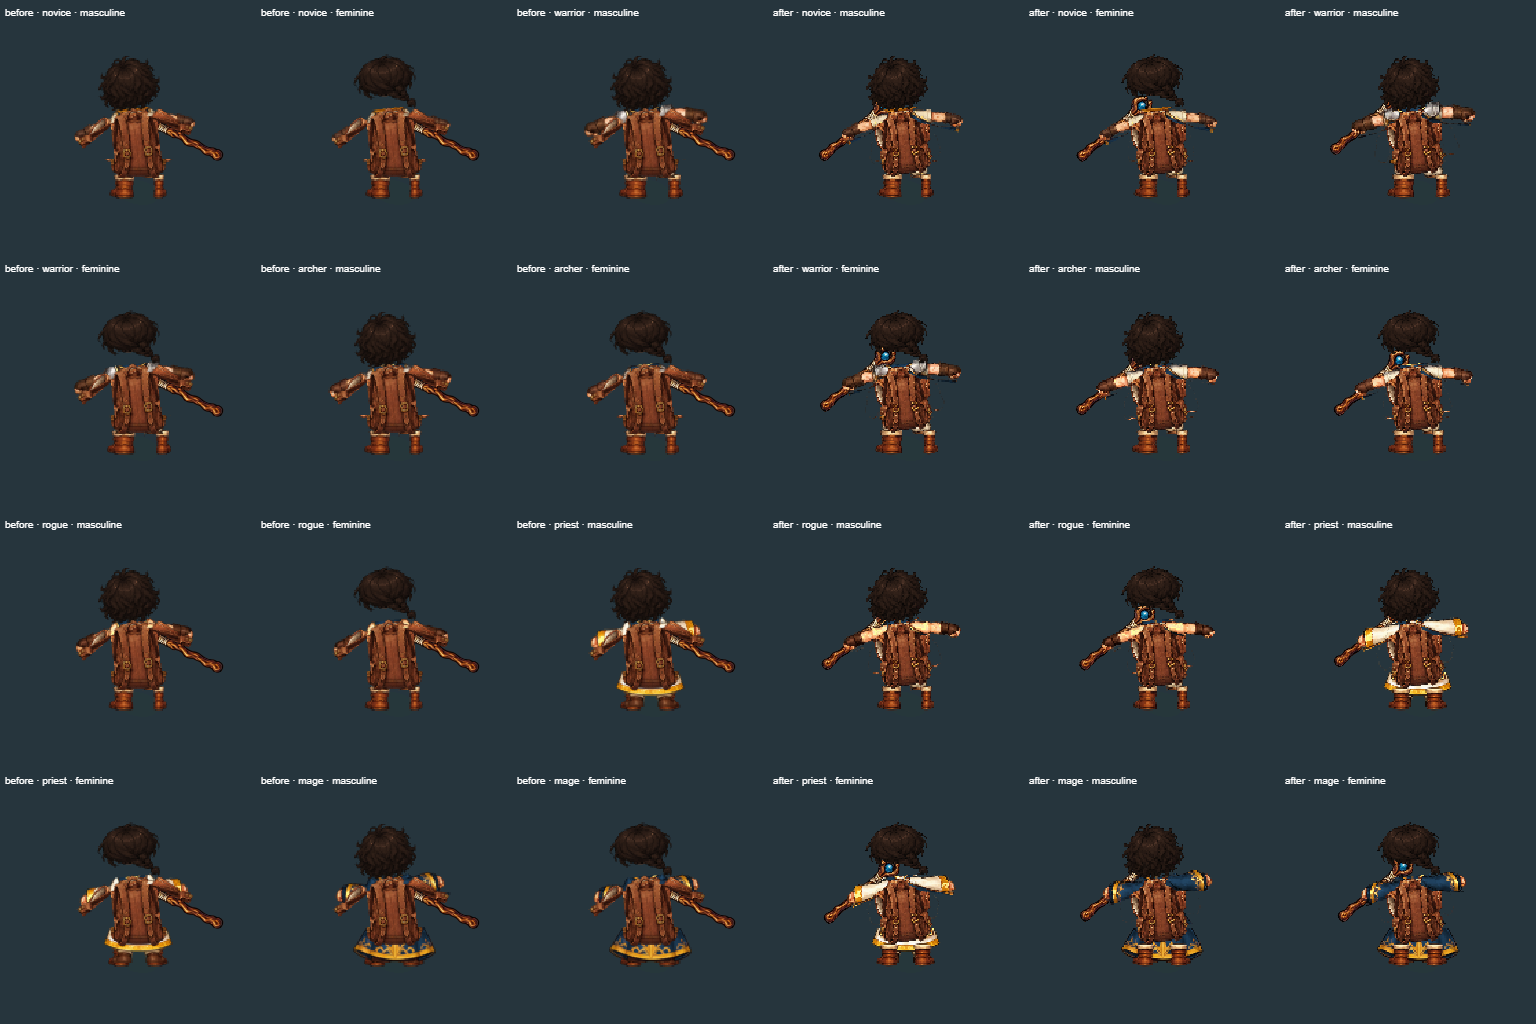 before - novice - masculine
before - novice - feminine
before - warrior - masculine
after - novice - masculine
after - novice - feminine
after - warrior - masculine
before - warrior - feminine
before - archer - masculine
before - archer - feminine
after - warrior - feminine
after - archer - masculine
after - archer - feminine
before - rogue - masculine
before - rogue - feminine
before - priest - masculine
after - rogue - masculine
after - rogue - feminine
after - priest - masculine
before - priest - feminine
before - mage - masculine
before - mage - feminine
after - priest - feminine
after - mage - masculine
after - mage - feminine